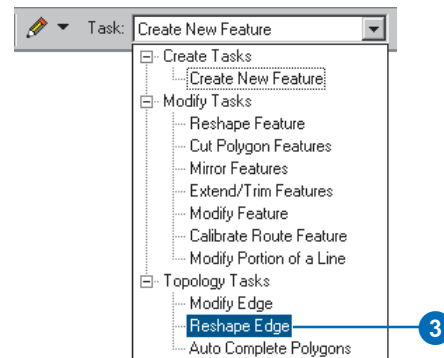 Task: Create New Feature
Create Tasks
Create New Feature
Modify Tasks
Reshape Feature
Cut Polygon Features
Mirror Features
Extend/Trim Features
Modify Feature
Calibrate Route Feature
Modify Portion of a Line
Topology Tasks
Modify Edge
Reshape Edge 3
Auto Complete Polygons